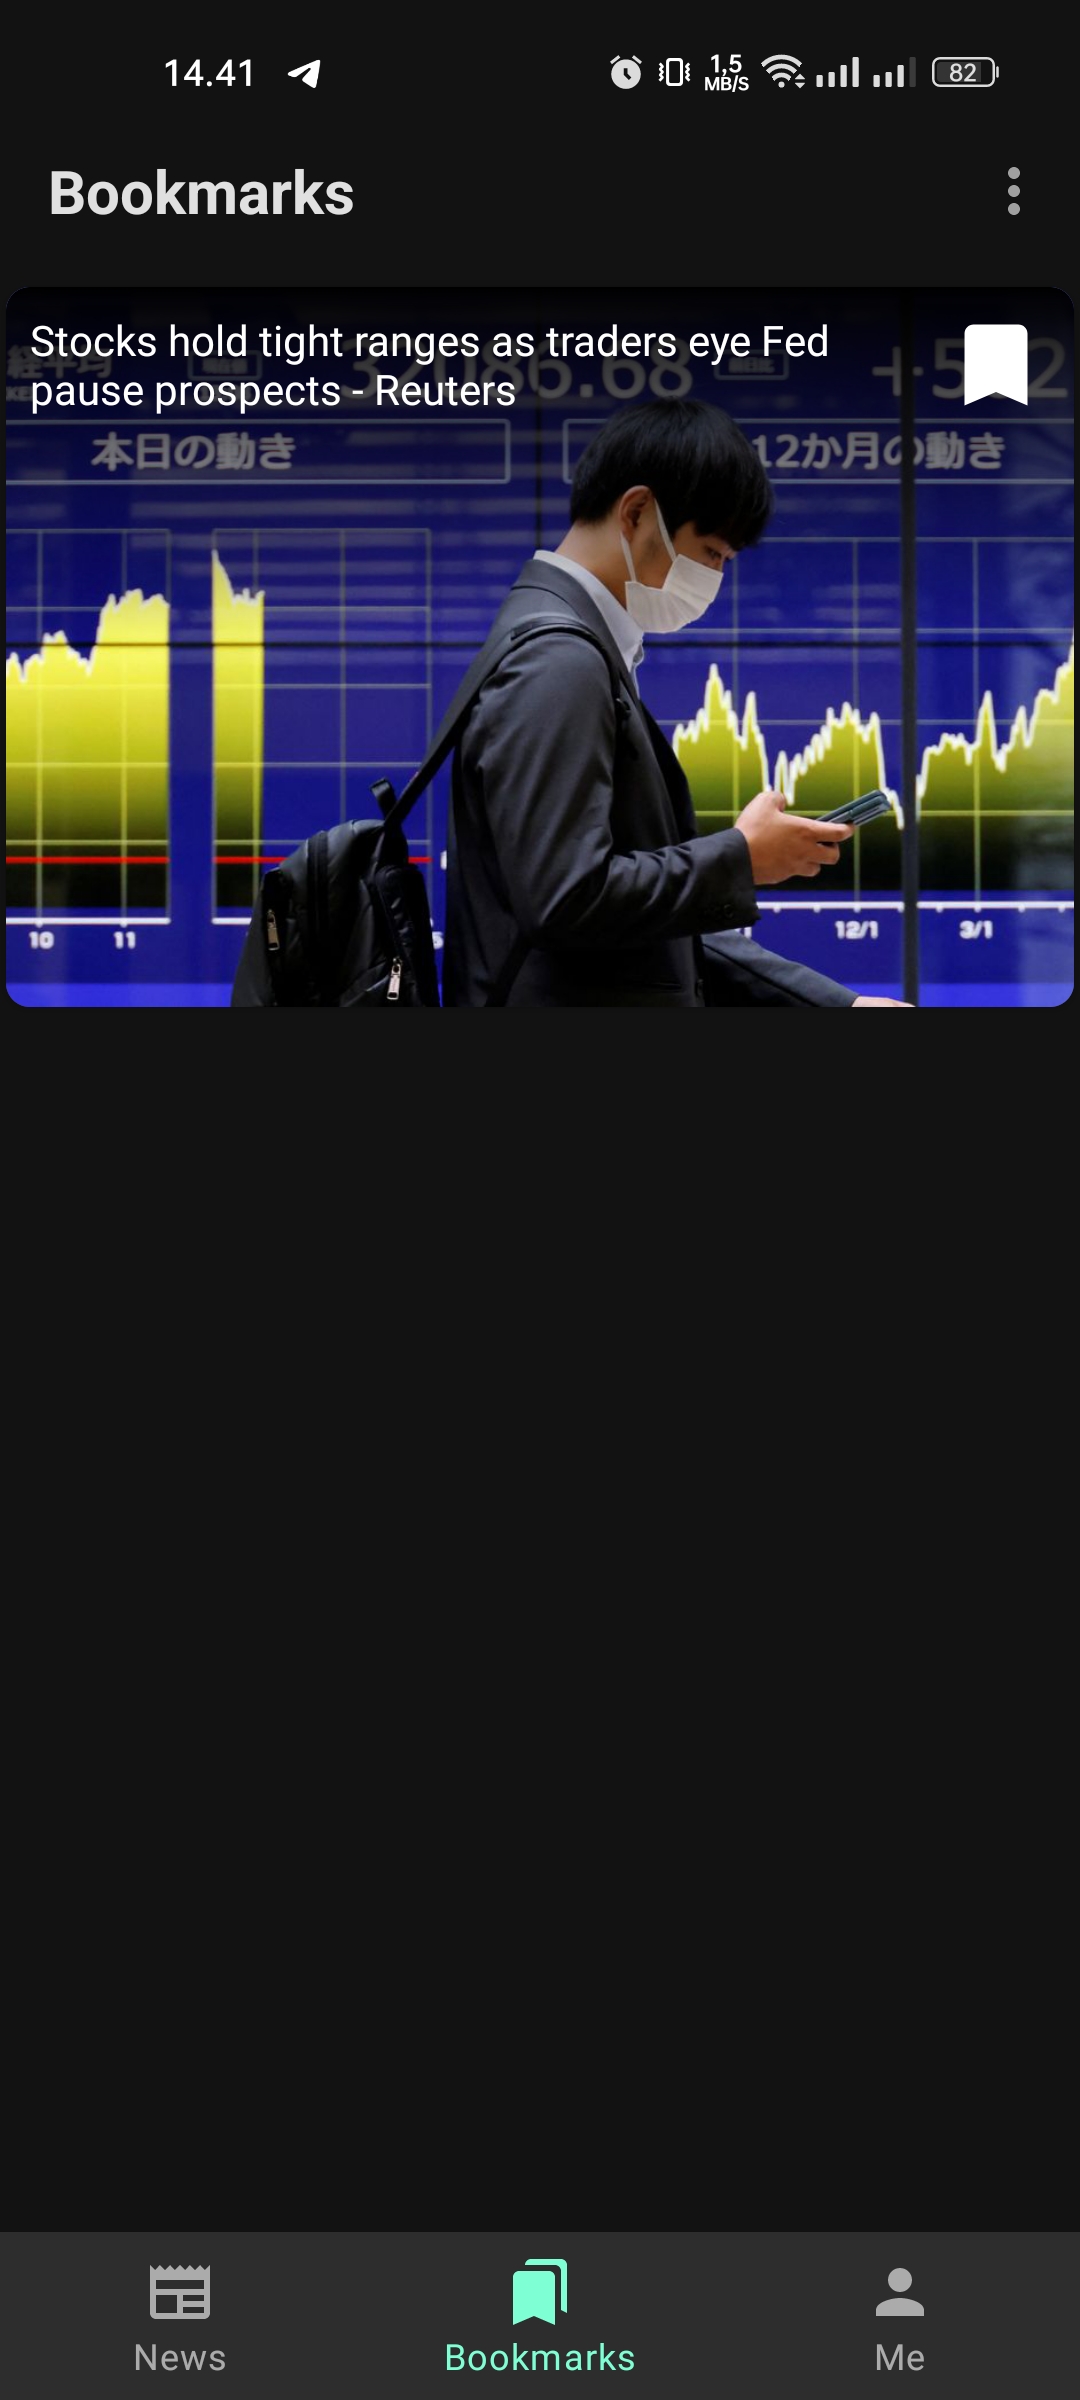 14.41
1,5
MB/S
82
Bookmarks
Stocks hold tight ranges as traders eye Fed
pause prospects - Reuters
本日の動き
12か月の動き
10
11
12/1
3/1
News
Bookmarks
Me